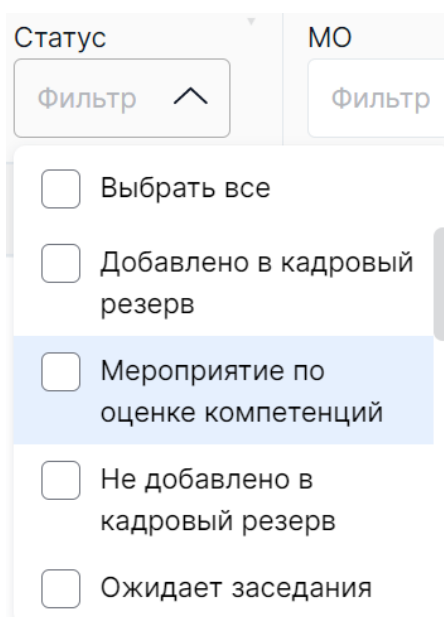 Статус МО
Фильтр Фильтр
Выбрать все
Добавлено в кадровый
резерв
Мероприятие по
оценке компетенций
Не добавлено в
кадровый резерв
Ожидает заседания